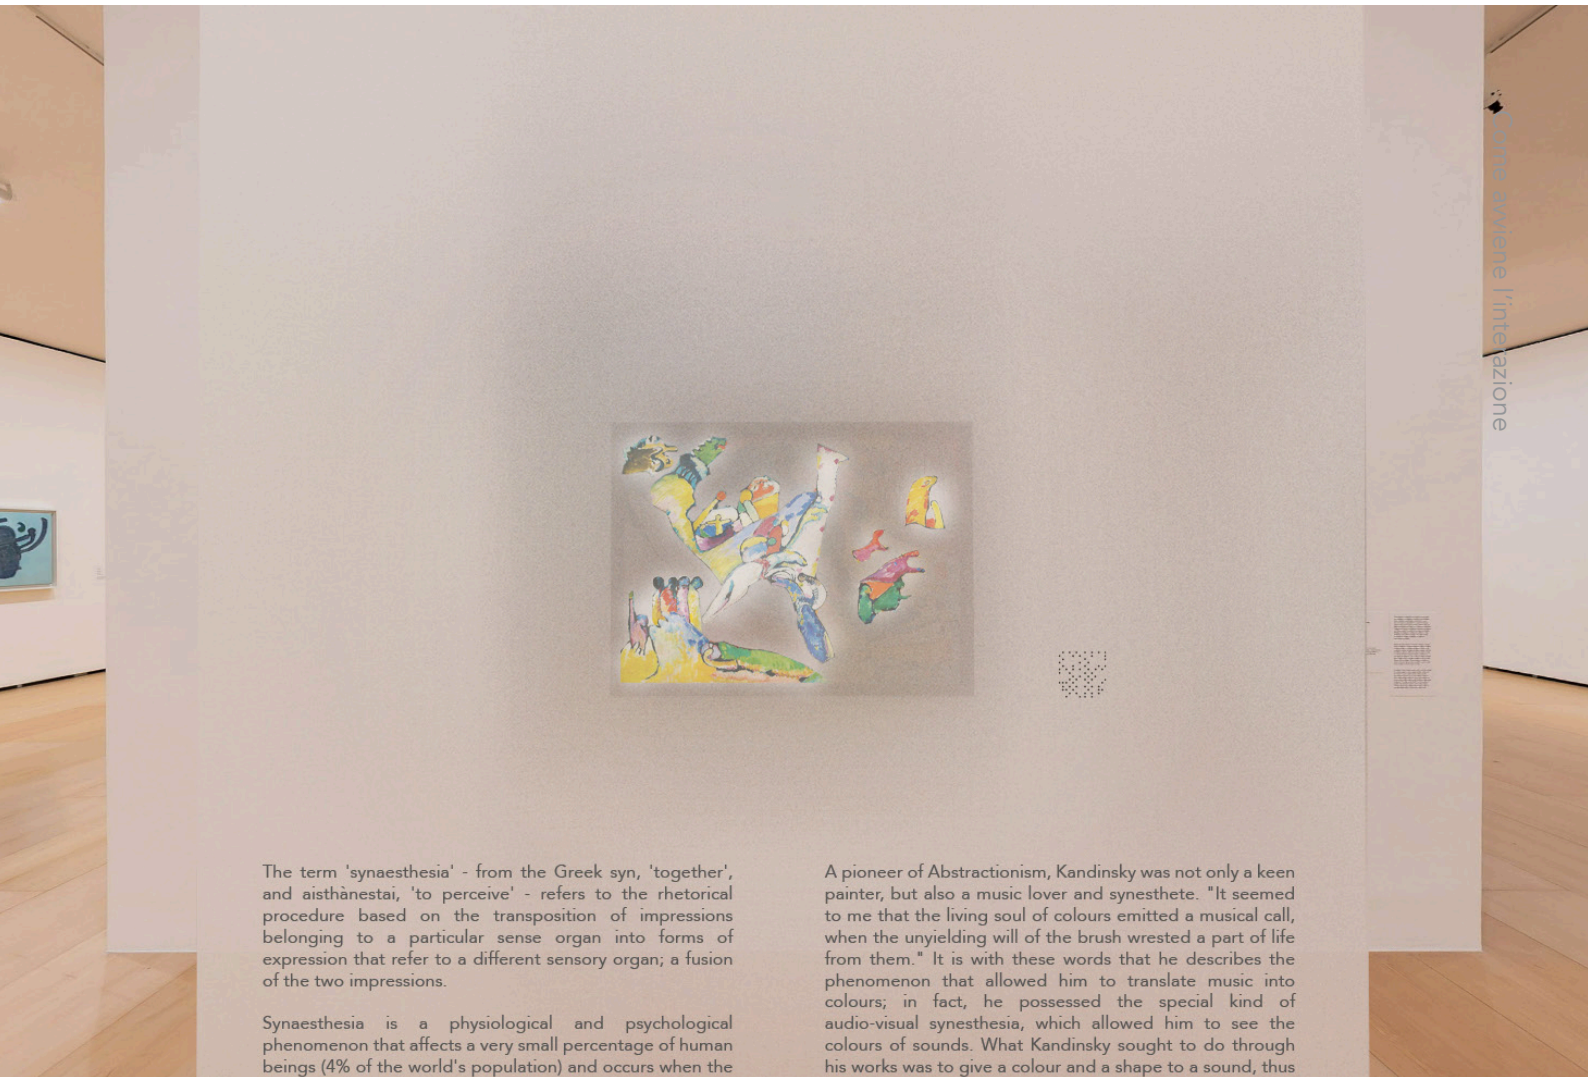 Come avviene l'interazione
The term 'synaesthesia' - from the Greek syn, 'together',
and aisthànestai, 'to perceive' - refers to the rhetorical
procedure based on the transposition of impressions
belonging to a particular sense organ into forms of
expression that refer to a different sensory organ; a fusion
of the two impressions.
Synaesthesia is a physiological and psychological
phenomenon that affects a very small percentage of human
beings (4% of the world's population) and occurs when the
A pioneer of Abstractionism, Kandinsky was not only a keen
painter, but also a music lover and synesthete. "It seemed
to me that the living soul of colours emitted a musical call,
when the unyielding will of the brush wrested a part of life
from them." It is with these words that he describes the
phenomenon that allowed him to translate music into
colours; in fact, he possessed the special kind of
audio-visual synesthesia, which allowed him to see the
colours of sounds. What Kandinsky sought to do through
his works was to give a colour and a shape to a sound, thus